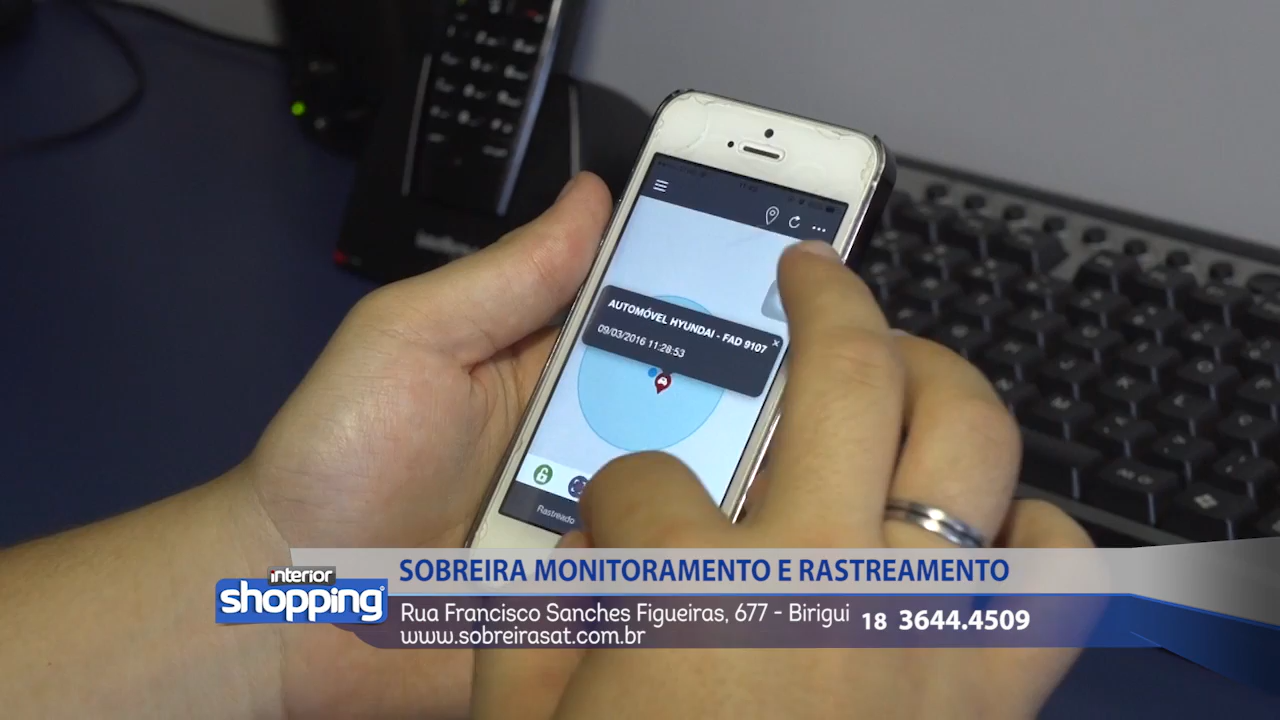 AUTOMÓVEL HYUNDAI - FAD 9107
09/03/2016 11:28:53
Rastreado
interior
shopping
SOBREIRA MONITORAMENTO E RASTREAMENTO
Rua Francisco Sanches Figueiras, 677 - Birigui
www.sobreirasat.com.br
18 3644.4509